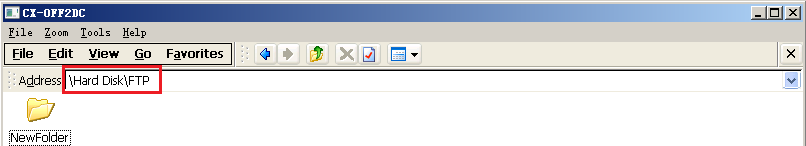 CX-OFF2DC
File Zoom Tools Help
File Edit View Go Favorites
Address \Hard Disk\FTP
NewFolder